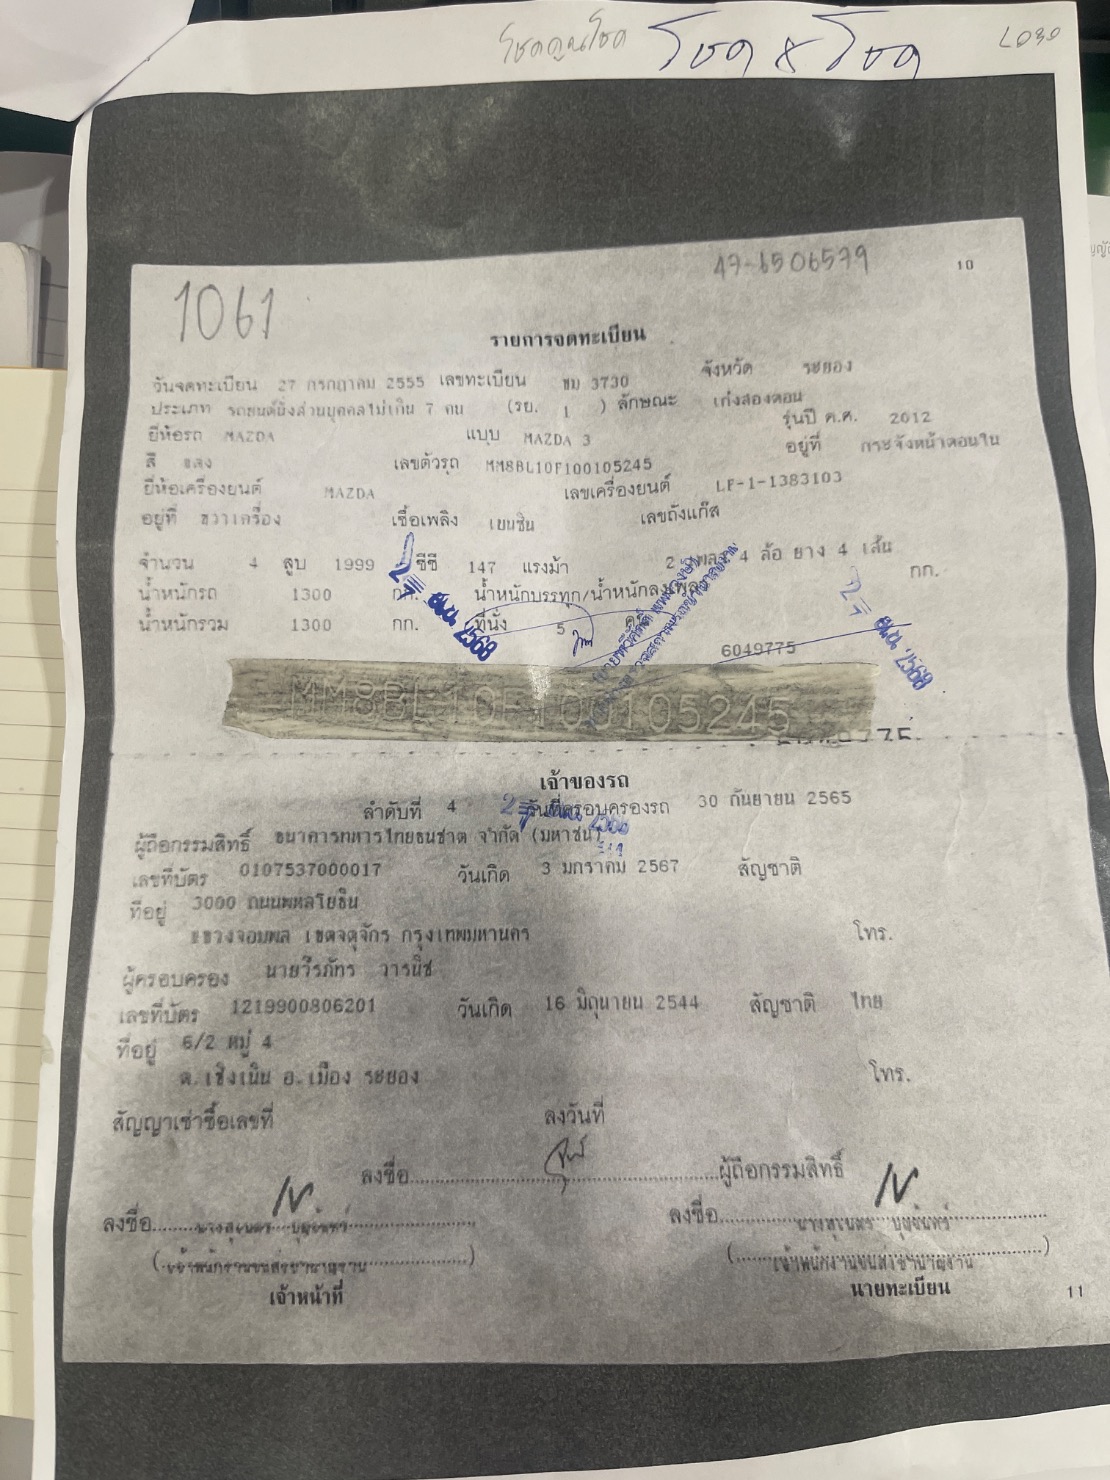 โชคคูณโชค โชค x โชค
1061
47-6506579 10
รายการจดทะเบียน
วันจดทะเบียน 27 กรกฎาคม 2555 เลขทะเบียน ขม 3730 จังหวัด ระยอง
ประเภท รถยนต์นั่งส่วนบุคคลไม่เกิน 7 คน (รย. 1 ) ลักษณะ เก๋งสองตอน
ยี่ห้อรถ MAZDA แบบ MAZDA 3 รุ่นปี ค.ศ. 2012
สี แดง เลขตัวรถ MM8BL10F100105245 อยู่ที่ กระจังหน้าตอนใน
ยี่ห้อเครื่องยนต์ MAZDA เลขเครื่องยนต์ LF-1-1383103
อยู่ที่ ขวาเครื่อง เชื้อเพลิง เบนซิน เลขถังแก๊ส
จำนวน 4 สูบ 1999 ซีซี 147 แรงม้า 2 เพลา 4 ล้อ ยาง 4 เส้น
น้ำหนักรถ 1300 กก. น้ำหนักบรรทุก/น้ำหนักลงเพลา กก.
น้ำหนักรวม 1300 กก. ที่นั่ง 5 คน
6049775
MM8BL10F100105245
เจ้าของรถ
ลำดับที่ 4 วันที่ครอบครองรถ 30 กันยายน 2565
ผู้ถือกรรมสิทธิ์ ธนาคารทหารไทยธนชาต จำกัด (มหาชน)
เลขที่บัตร 0107537000017 วันเกิด 3 มกราคม 2567 สัญชาติ
ที่อยู่ 3000 ถนนพหลโยธิน
แขวงจอมพล เขตจตุจักร กรุงเทพมหานคร โทร.
ผู้ครอบครอง นายวีรภัทร วารนิช
เลขที่บัตร 1219900806201 วันเกิด 16 มิถุนายน 2544 สัญชาติ ไทย
ที่อยู่ 6/2 หมู่ 4
ต.เชิงเนิน อ.เมือง ระยอง โทร.
สัญญาเช่าซื้อเลขที่ ลงวันที่
ลงชื่อ ผู้ถือกรรมสิทธิ์
ลงชื่อ ลงชื่อ
เจ้าหน้าที่ นายทะเบียน
11